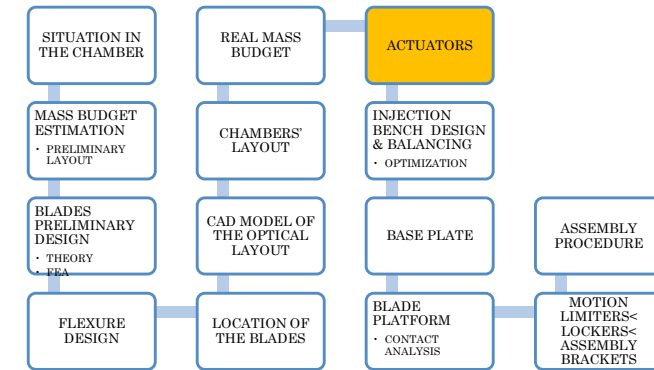 SITUATION IN
THE CHAMBER
MASS BUDGET
ESTIMATION
• PRELIMINARY
LAYOUT
BLADES
PRELIMINARY
DESIGN
• THEORY
• FEA
FLEXURE
DESIGN
LOCATION OF
THE BLADES
CAD MODEL OF
THE OPTICAL
LAYOUT
CHAMBERS'
LAYOUT
REAL MASS
BUDGET
ACTUATORS
INJECTION
BENCH DESIGN
& BALANCING
• OPTIMIZATION
BASE PLATE
BLADE
PLATFORM
• CONTACT
ANALYSIS
MOTION
LIMITERS<
LOCKERS<
ASSEMBLY
BRACKETS
ASSEMBLY
PROCEDURE